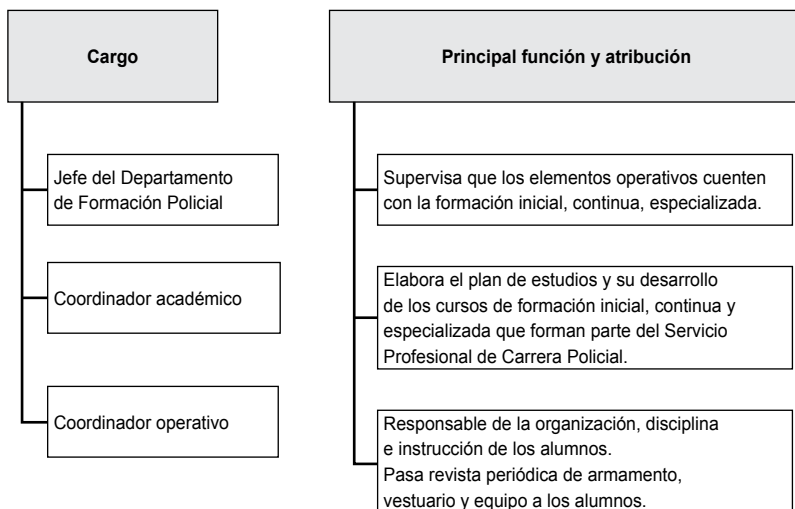 Cargo
Principal función y atribución
Jefe del Departamento
de Formación Policial
Supervisa que los elementos operativos cuenten
con la formación inicial, continua, especializada.
Coordinador académico
Elabora el plan de estudios y su desarrollo
de los cursos de formación inicial, continua y
especializada que forman parte del Servicio
Profesional de Carrera Policial.
Coordinador operativo
Responsable de la organización, disciplina
e instrucción de los alumnos.
Pasa revista periódica de armamento,
vestuario y equipo a los alumnos.